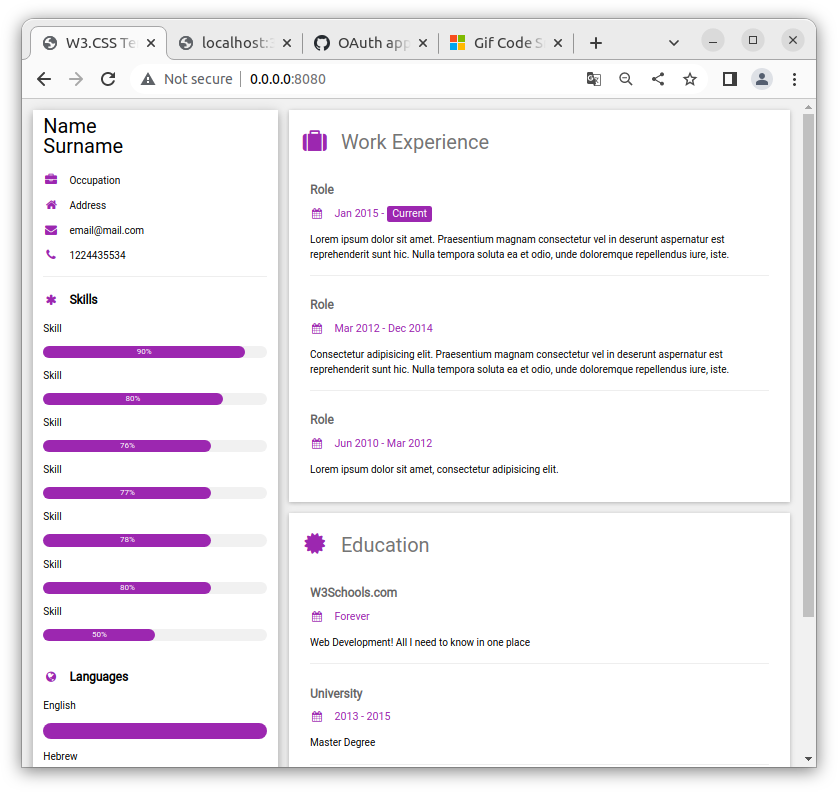 W3.CSS Te
localhost:3
OAuth app
Gif Code S
Not secure
0.0.0.0:8080
Name
Surname
Occupation
Address
email@mail.com
1224435534
Skills
Skill
90%
Skill
80%
Skill
76%
Skill
77%
Skill
78%
Skill
80%
Skill
50%
Languages
English
Hebrew
Work Experience
Role
Jan 2015 - Current
Lorem ipsum dolor sit amet. Praesentium magnam consectetur vel in deserunt aspernatur est
reprehenderit sunt hic. Nulla tempora soluta ea et odio, unde doloremque repellendus iure, iste.
Role
Mar 2012 - Dec 2014
Consectetur adipisicing elit. Praesentium magnam consectetur vel in deserunt aspernatur est
reprehenderit sunt hic. Nulla tempora soluta ea et odio, unde doloremque repellendus iure, iste.
Role
Jun 2010 - Mar 2012
Lorem ipsum dolor sit amet, consectetur adipisicing elit.
Education
W3Schools.com
Forever
Web Development! All I need to know in one place
University
2013 - 2015
Master Degree